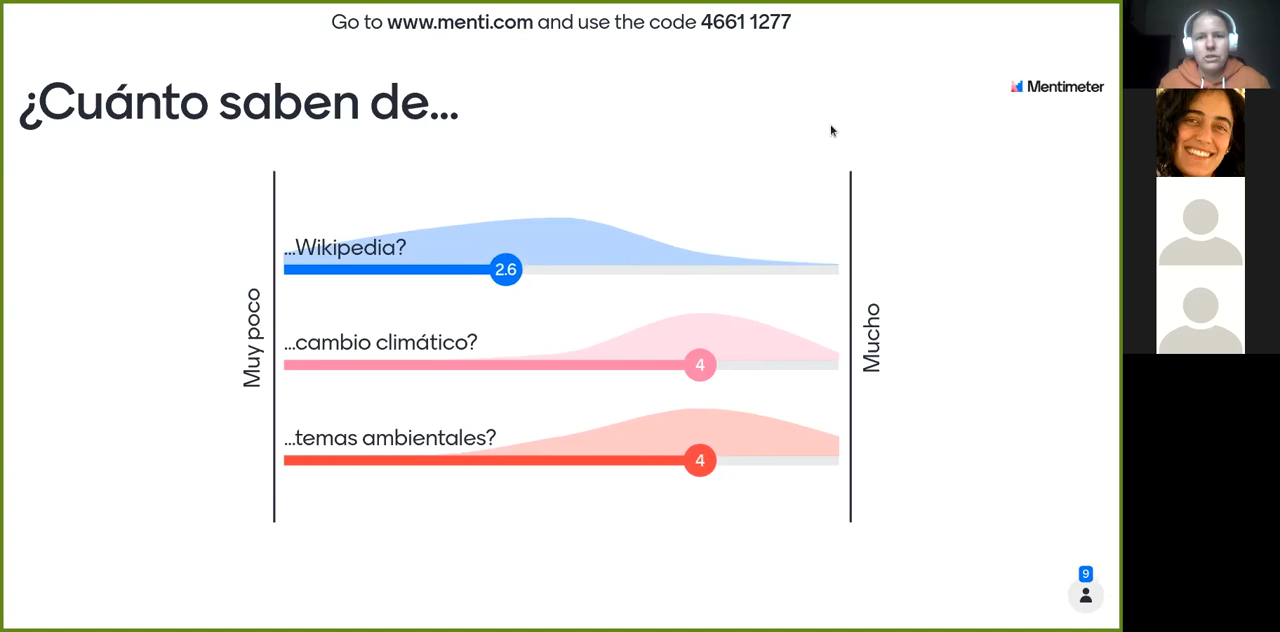 Go to www.menti.com and use the code 4661 1277
Mentimeter
¿Cuánto saben de...
...Wikipedia?
2.6
...cambio climático?
4
...temas ambientales?
4
Muy poco
Mucho
9